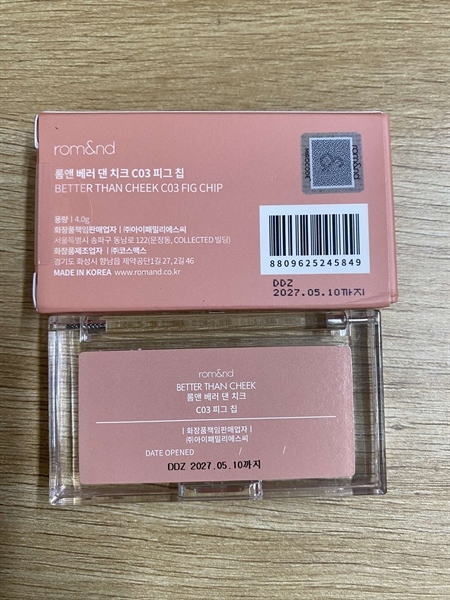 rom&nd
롬앤 베러 댄 치크 C03 피그 칩
BETTER THAN CHEEK C03 FIG CHIP
용량 | 4.0g
화장품책임판매업자 | ㈜아이패밀리에스씨
서울특별시 송파구 동남로 122(문정동, COLLECTED 빌딩)
화장품제조업자 | ㈜코스맥스
경기도 화성시 향남읍 제약공단1길 27, 2길 46
MADE IN KOREA www.romand.co.kr
rom&nd
8809625245849
DDZ
2027.05.10까지
rom&nd
BETTER THAN CHEEK
롬앤 베러 댄 치크
C03 피그 칩
| 화장품책임판매업자 |
㈜아이패밀리에스씨
DATE OPENED / /
DDZ 2027.05.10까지